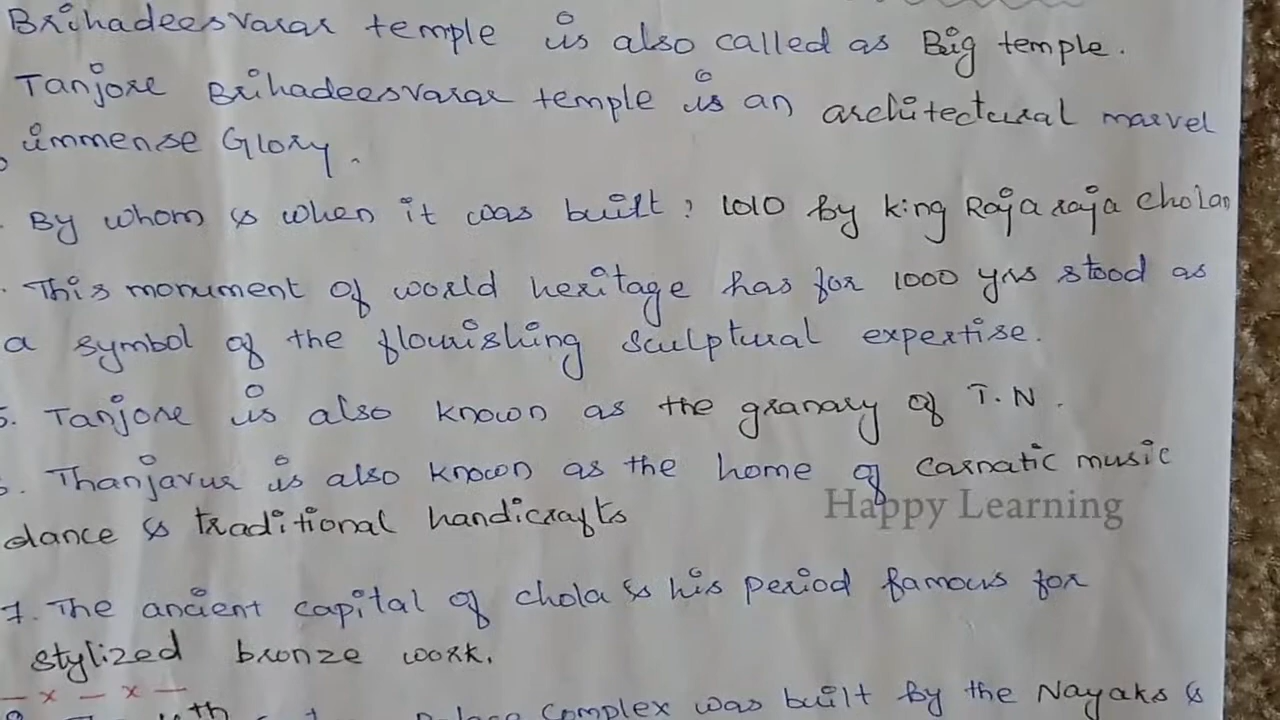 Brihadeesvarar temple is also called as Big temple.
Tanjore Brihadeesvarar temple is an architectural marvel
immense Glory.
By whom & when it was built : 1010 by king Raja raja Cholan
This monument of world heritage has for 1000 yrs stood as
a symbol of the flourishing sculptural expertise.
5. Tanjore is also known as the granary of T.N.
6. Thanjavur is also known as the home of carnatic music
Happy Learning
dance & traditional handicrafts
7. The ancient capital of chola & his period famous for
stylized bronze work.
- x - x -
complex was built by the Nayaks &